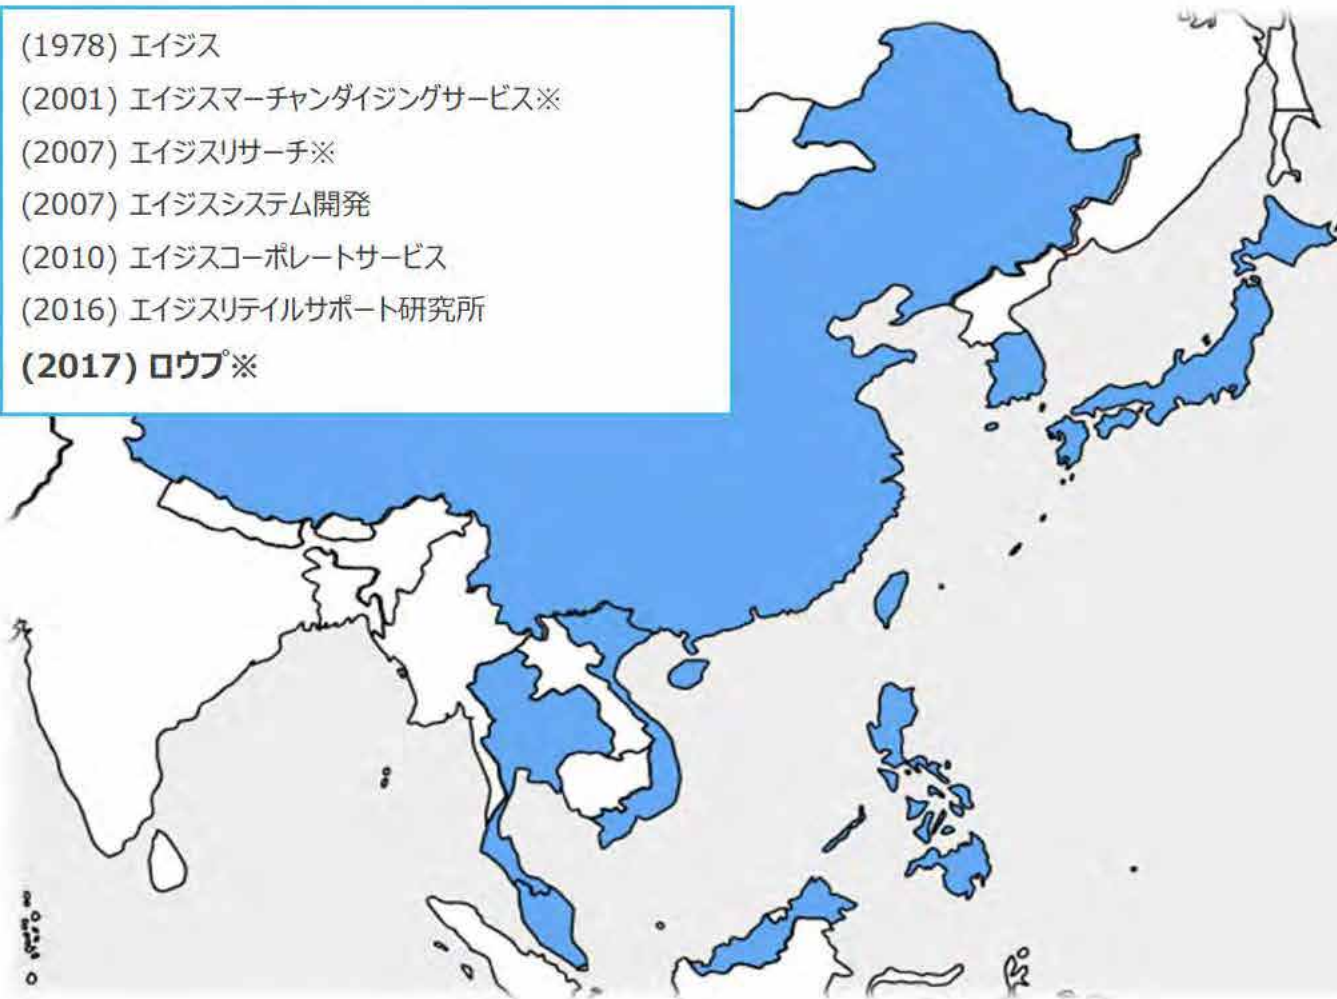 (1978) エイジス
(2001) エイジスマーチャンダイジングサービス※
(2007) エイジスリサーチ※
(2007) エイジスシステム開発
(2010) エイジスコーポレートサービス
(2016) エイジスリテイルサポート研究所
(2017) ロウプ※